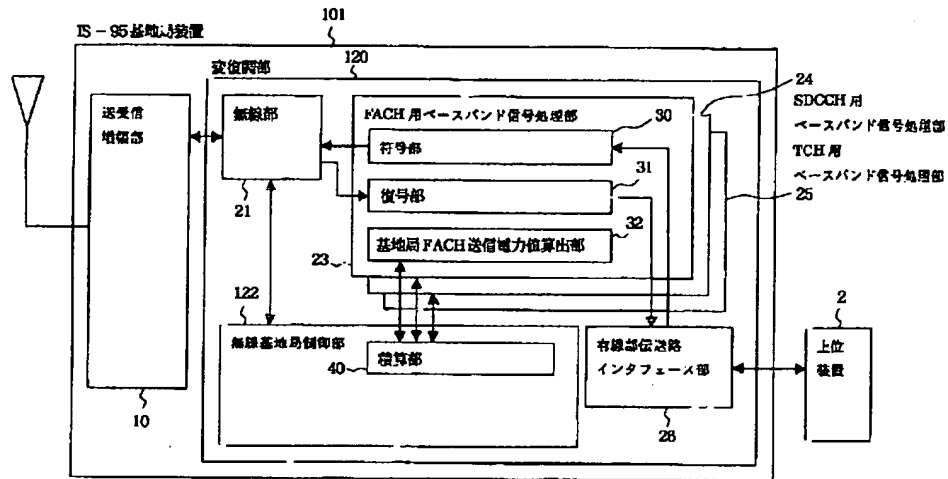 101
IS-95基地局装置
120
変復調部
24
送受信
増幅部
無線部
FACH用ベースバンド信号処理部
30
SDCCH用
ベースバンド信号処理部
符号部
TCH用
31
ベースバンド信号処理部
復号部
25
21
32
基地局FACH送信電力値算出部
23
122
無線基地局制御部
積算部
40
有線部伝送路
インタフェース部
2
上位
装置
10
26